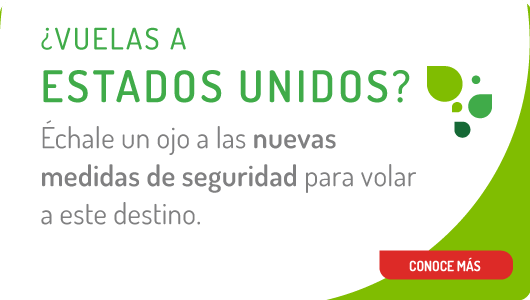 ¿VUELAS A
ESTADOS UNIDOS?
Échale un ojo a las nuevas
medidas de seguridad para volar
a este destino.
CONOCE MÁS